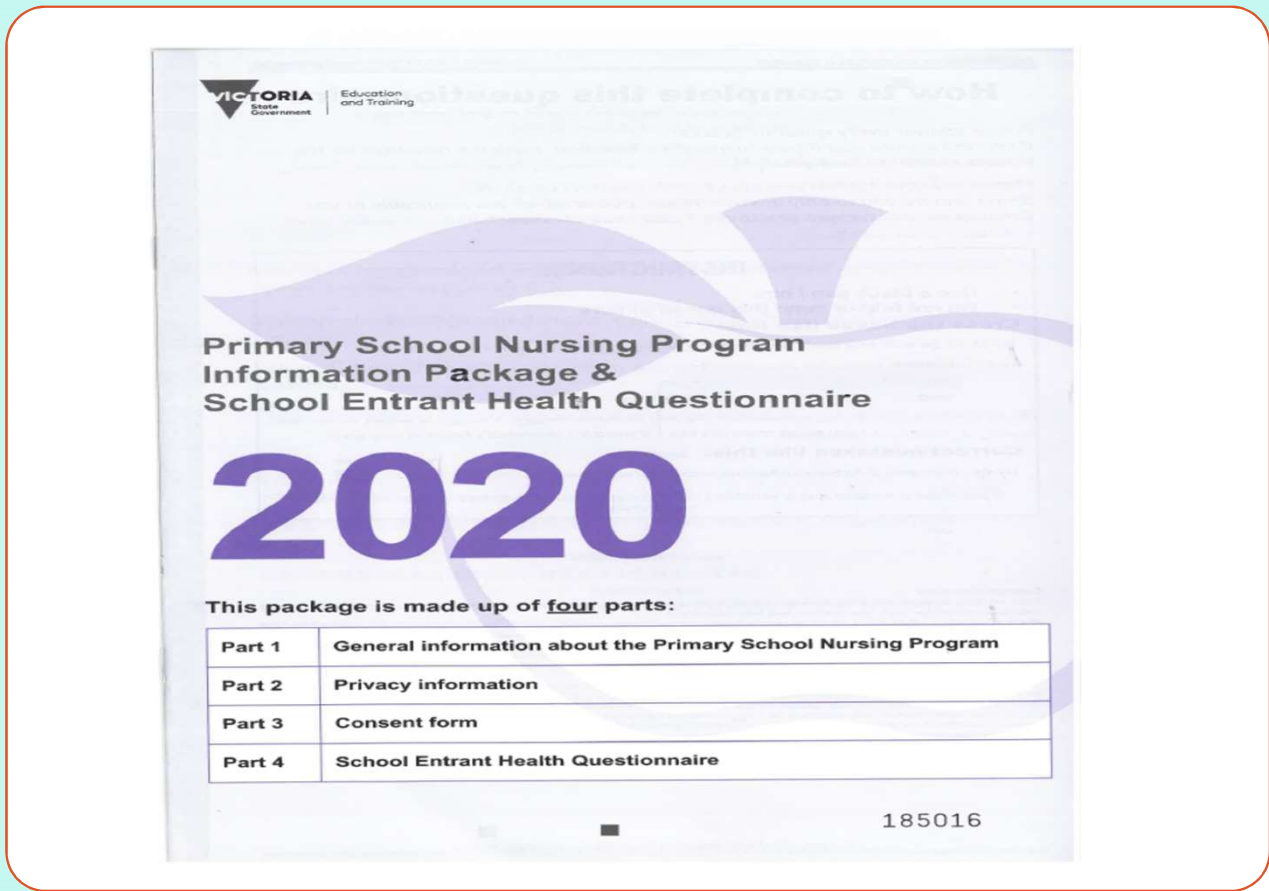 VICTORIA
State
Government
Education
and Training
Primary School Nursing Program
Information Package &
School Entrant Health Questionnaire
2020
This package is made up of four parts:
Part 1 General information about the Primary School Nursing Program
Part 2 Privacy information
Part 3 Consent form
Part 4 School Entrant Health Questionnaire
185016